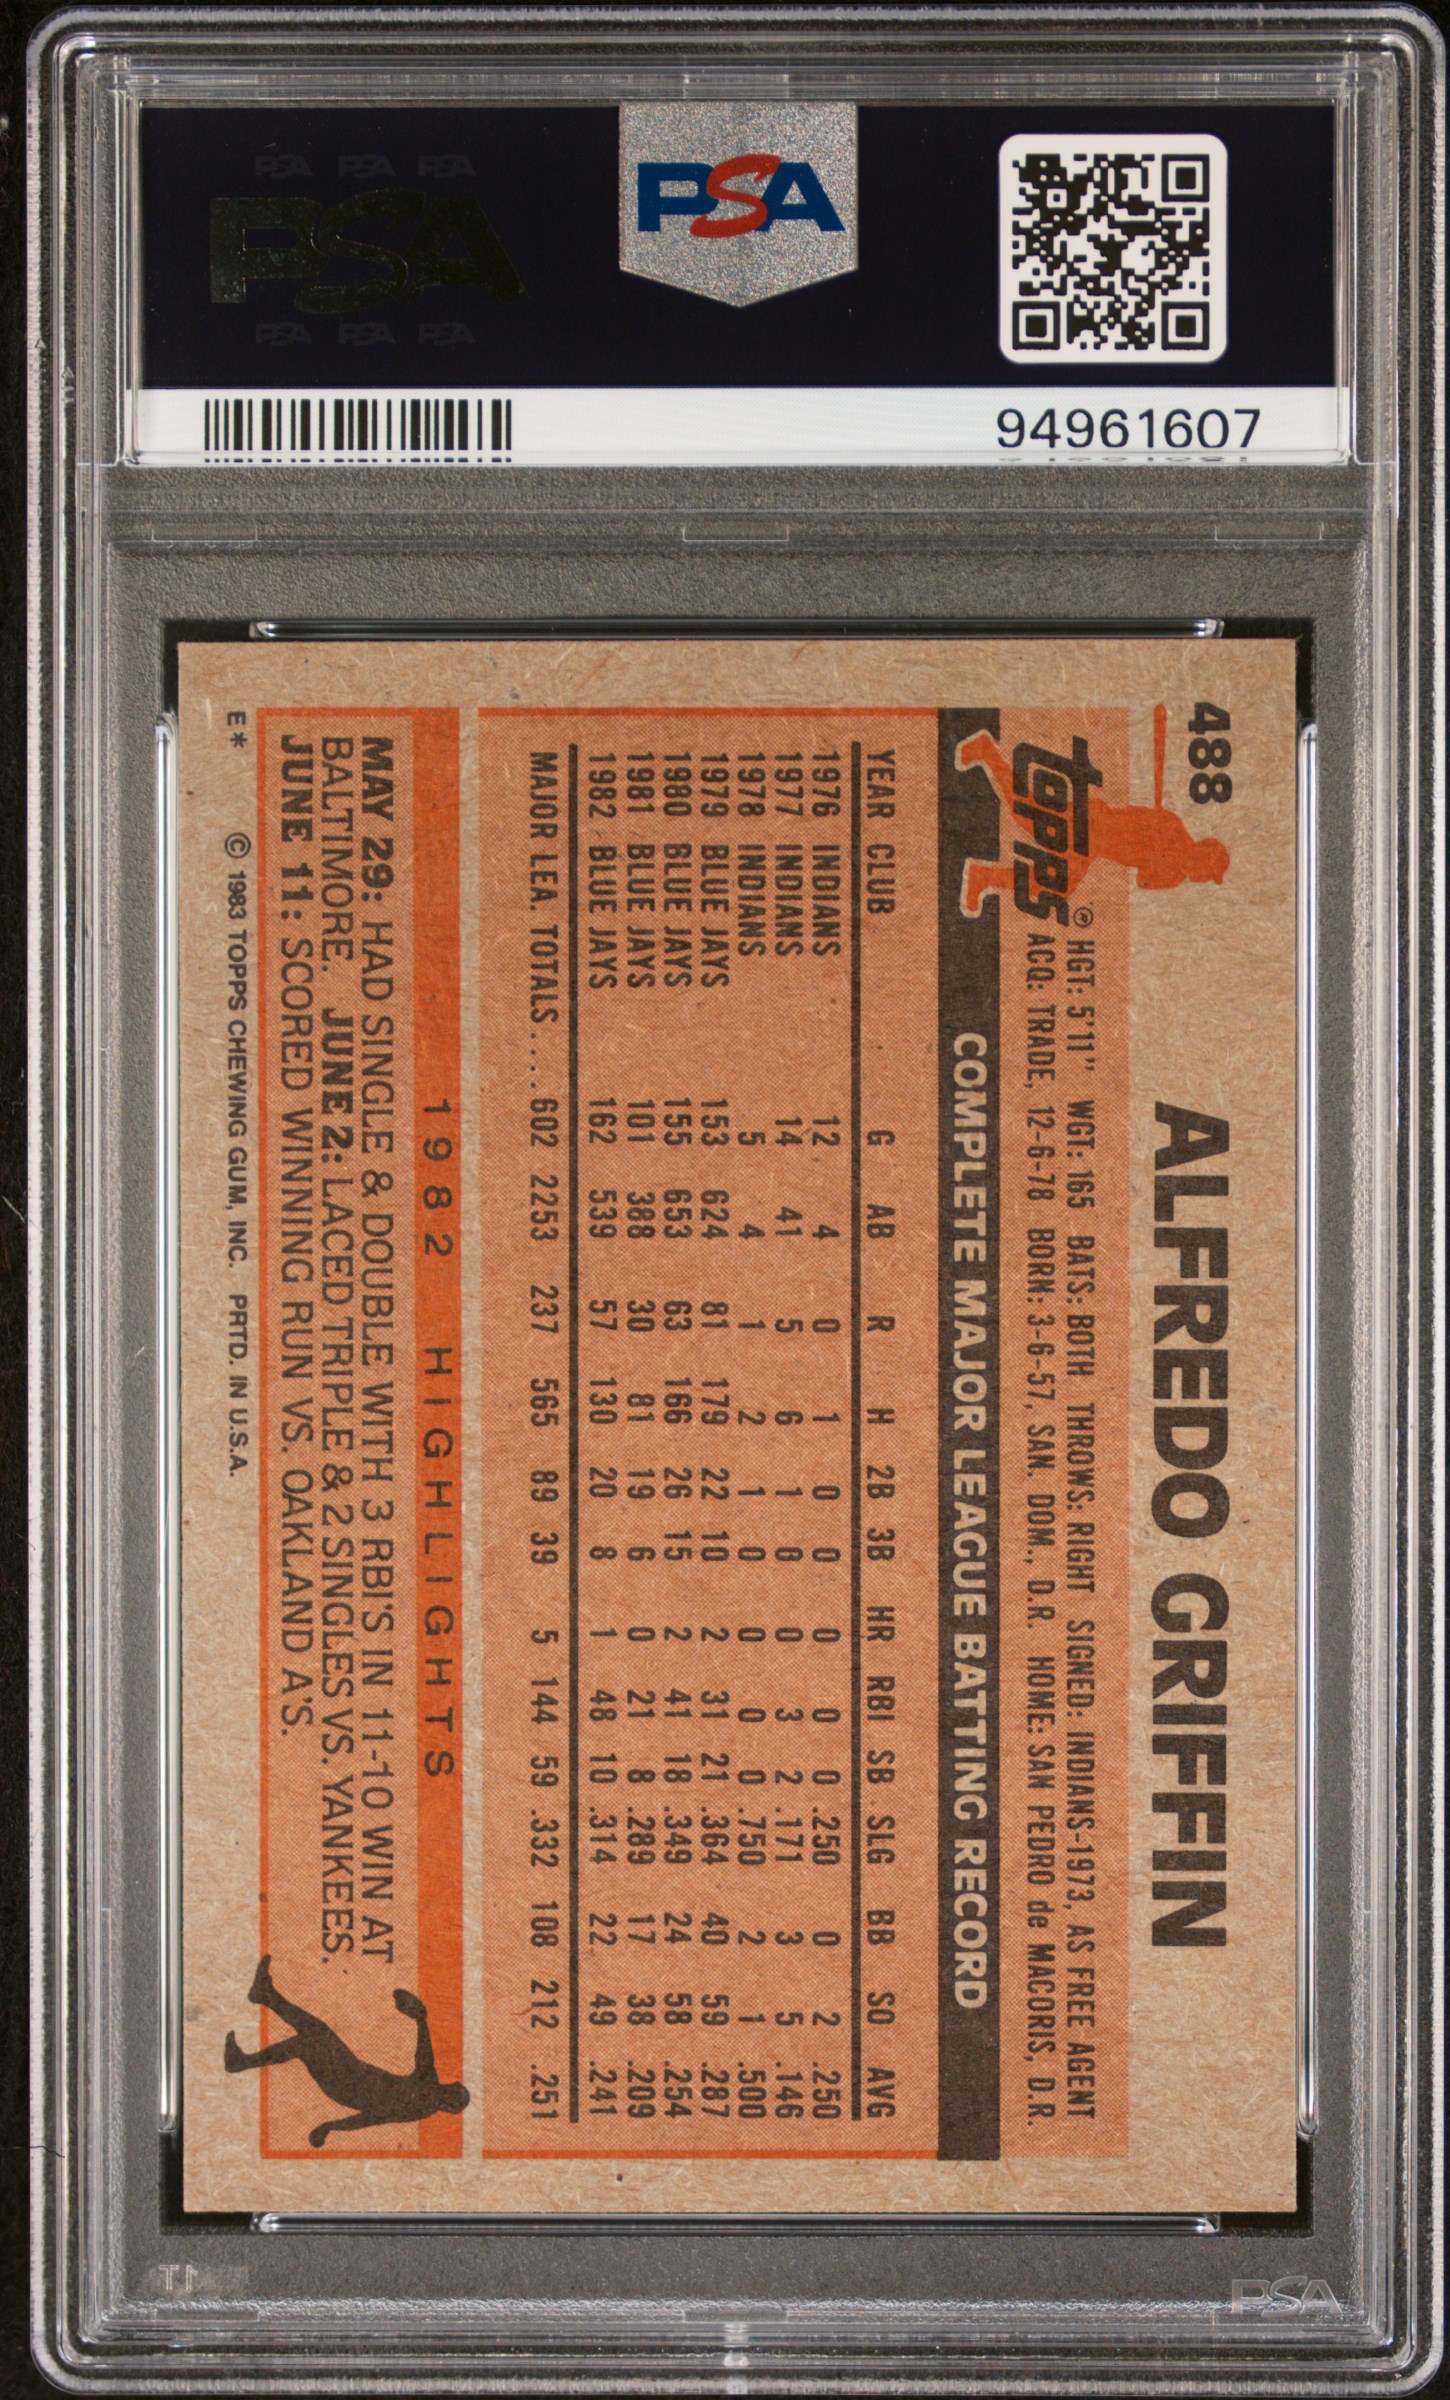 PSA PSA PSA
PSA
PSA PSA PSA
PSA
94961607
488
ALFREDO GRIFFIN
topps®
HGT: 5'11" WGT: 165 BATS: BOTH THROWS: RIGHT SIGNED: INDIANS-1973, AS FREE AGENT
ACQ: TRADE, 12-6-78 BORN: 3-6-57, SAN. DOM., D.R. HOME: SAN PEDRO de MACORIS, D.R.
COMPLETE MAJOR LEAGUE BATTING RECORD
YEAR CLUB G AB R H 2B 3B HR RBI SB SLG BB SO AVG
1976 INDIANS 12 4 0 1 0 0 0 0 0 .250 0 2 .250
1977 INDIANS 14 41 5 6 1 0 0 3 2 .171 3 5 .146
1978 INDIANS 5 4 1 2 1 0 0 0 0 .750 2 1 .500
1979 BLUE JAYS 153 624 81 179 22 10 2 31 21 .364 40 59 .287
1980 BLUE JAYS 155 653 63 166 26 15 2 41 18 .349 24 58 .254
1981 BLUE JAYS 101 388 30 81 19 6 0 21 8 .289 17 38 .209
1982 BLUE JAYS 162 539 57 130 20 8 1 48 10 .314 22 49 .241
MAJOR LEA. TOTALS.... 602 2253 237 565 89 39 5 144 59 .332 108 212 .251
1982 HIGHLIGHTS
MAY 29: HAD SINGLE & DOUBLE WITH 3 RBI'S IN 11-10 WIN AT
BALTIMORE. JUNE 2: LACED TRIPLE & 2 SINGLES VS. YANKEES.
JUNE 11: SCORED WINNING RUN VS. OAKLAND A'S.
E* © 1983 TOPPS CHEWING GUM, INC. PRTD. IN U.S.A.
PSA